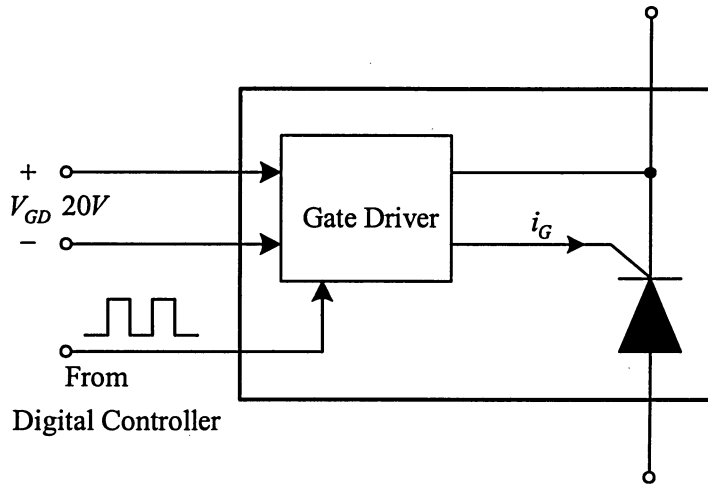 +
V_GD 20V
−
Gate Driver
i_G
From
Digital Controller